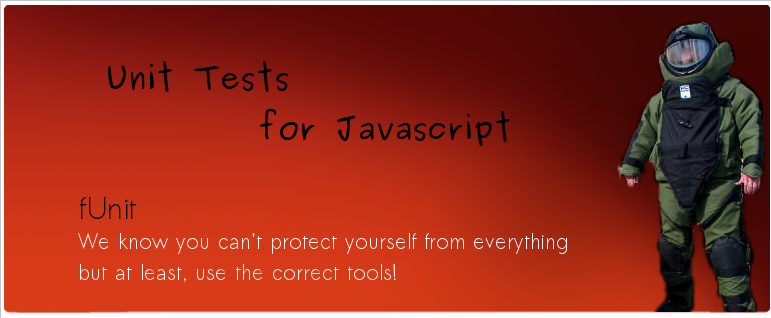 Unit Tests
for Javascript
fUnit
We know you can't protect yourself from everything
but at least, use the correct tools!